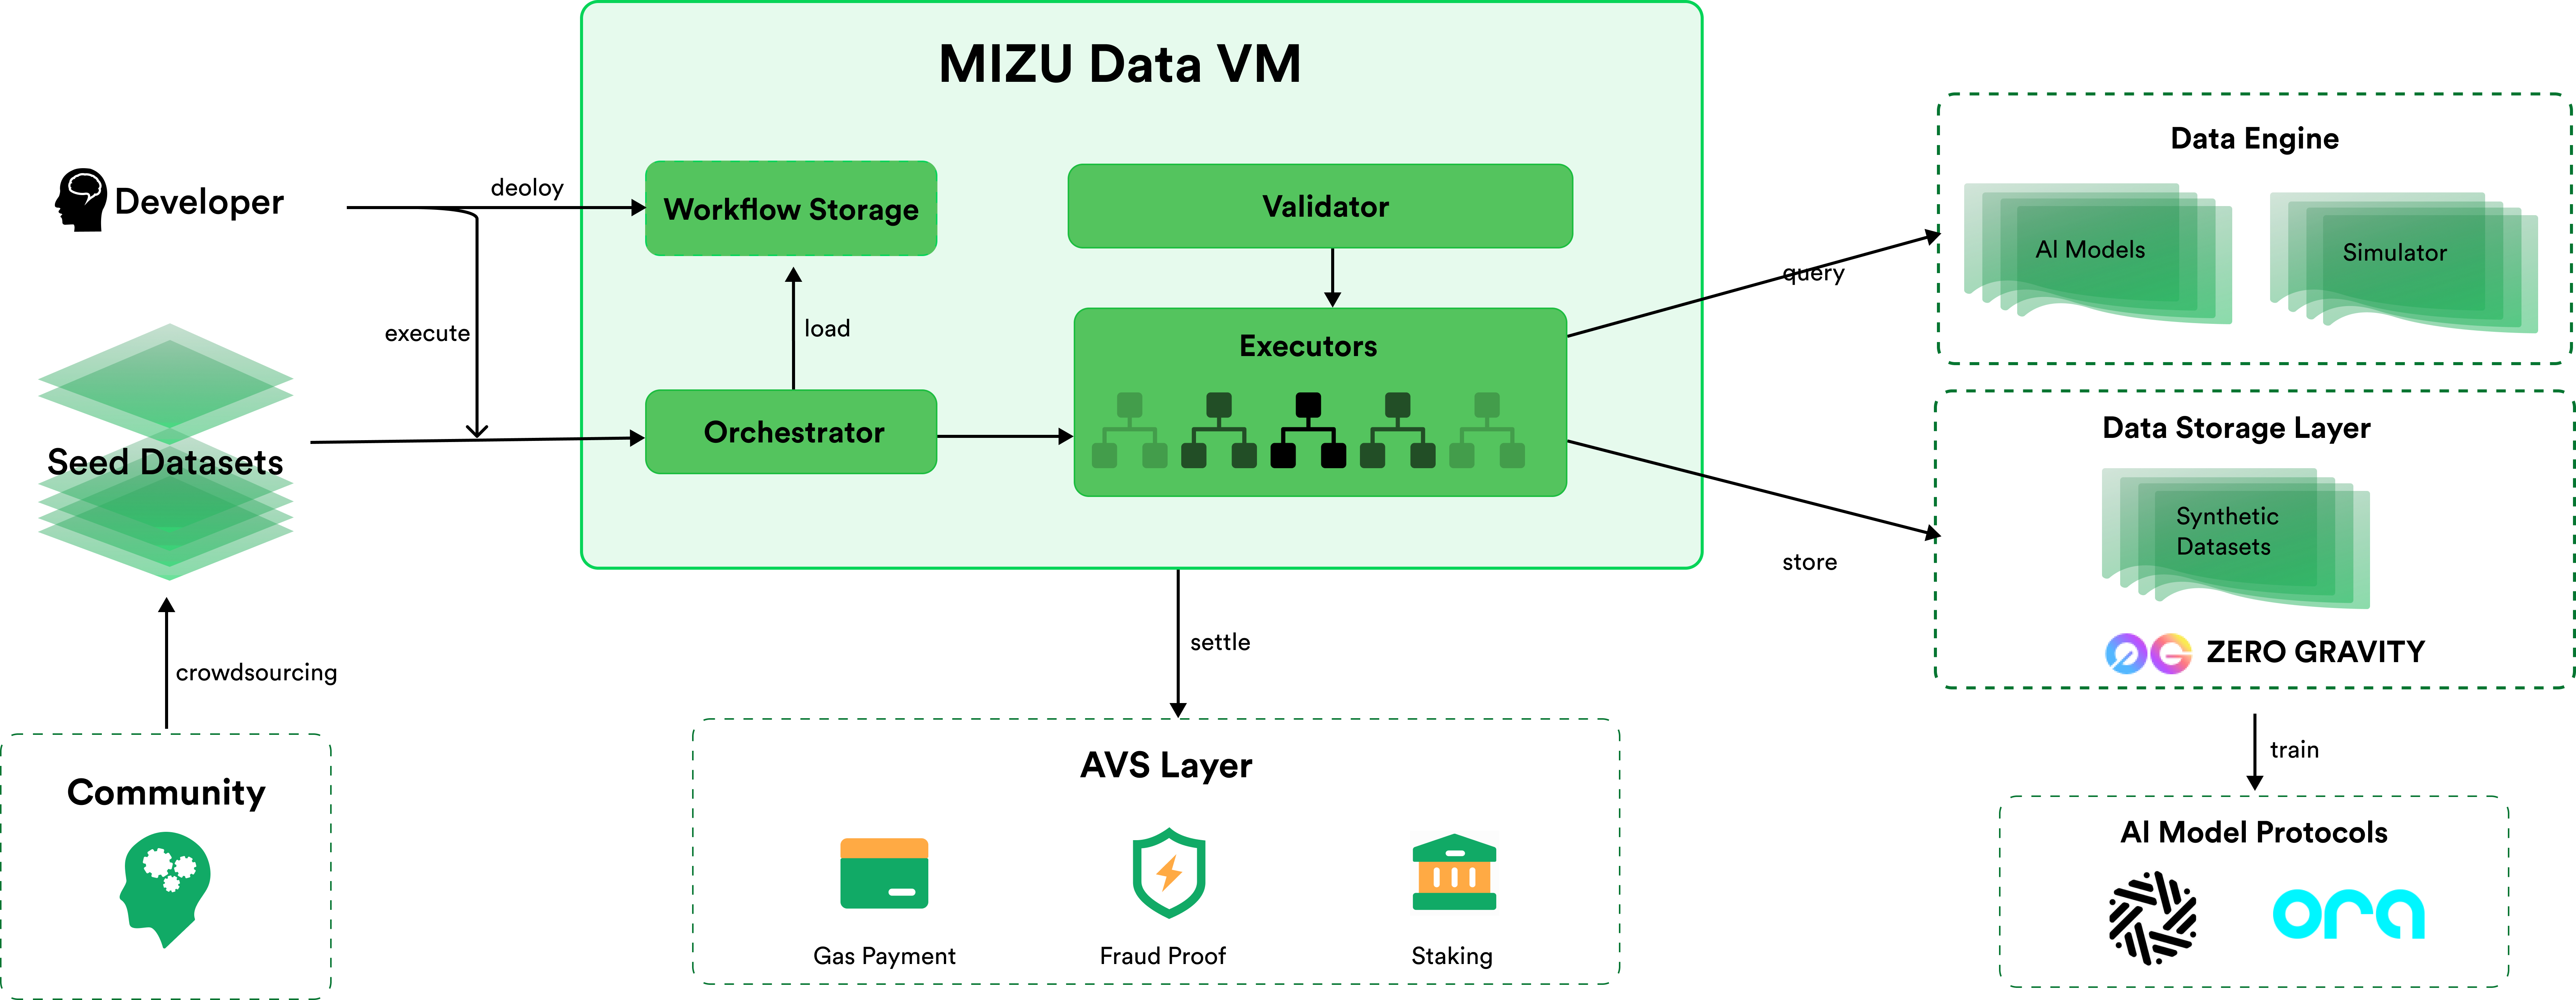 MIZU Data VM
Developer
deoloy
Workflow Storage
Validator
execute
load
Executors
Seed Datasets
Orchestrator
query
Data Engine
AI Models
Simulator
Data Storage Layer
Synthetic
Datasets
ZERO GRAVITY
store
settle
crowdsourcing
train
Community
AVS Layer
Gas Payment
Fraud Proof
Staking
AI Model Protocols
ora